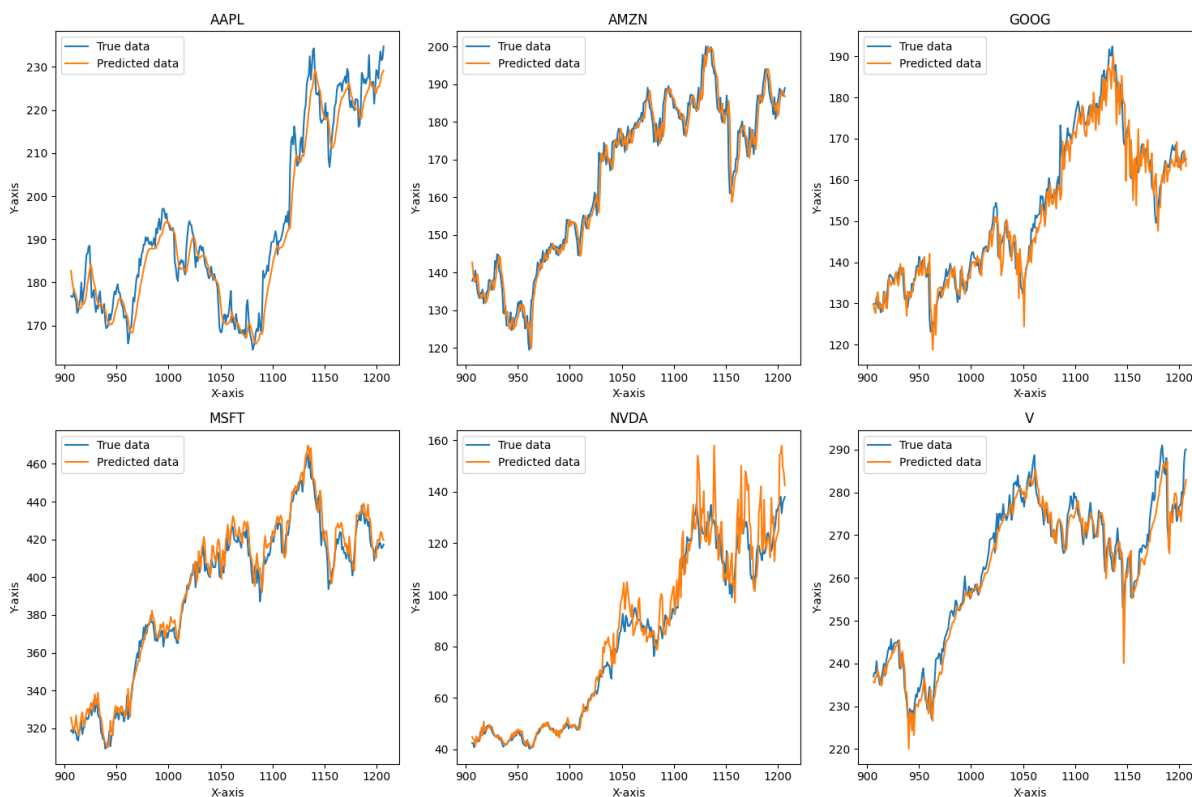 AAPL
True data
Predicted data
Y-axis
230
220
210
200
190
180
170
900 950 1000 1050 1100 1150 1200
X-axis
AMZN
True data
Predicted data
Y-axis
200
190
180
170
160
150
140
130
120
900 950 1000 1050 1100 1150 1200
X-axis
GOOG
True data
Predicted data
Y-axis
190
180
170
160
150
140
130
120
900 950 1000 1050 1100 1150 1200
X-axis
MSFT
True data
Predicted data
Y-axis
460
440
420
400
380
360
340
320
900 950 1000 1050 1100 1150 1200
X-axis
NVDA
True data
Predicted data
Y-axis
160
140
120
100
80
60
40
900 950 1000 1050 1100 1150 1200
X-axis
V
True data
Predicted data
Y-axis
290
280
270
260
250
240
230
220
900 950 1000 1050 1100 1150 1200
X-axis